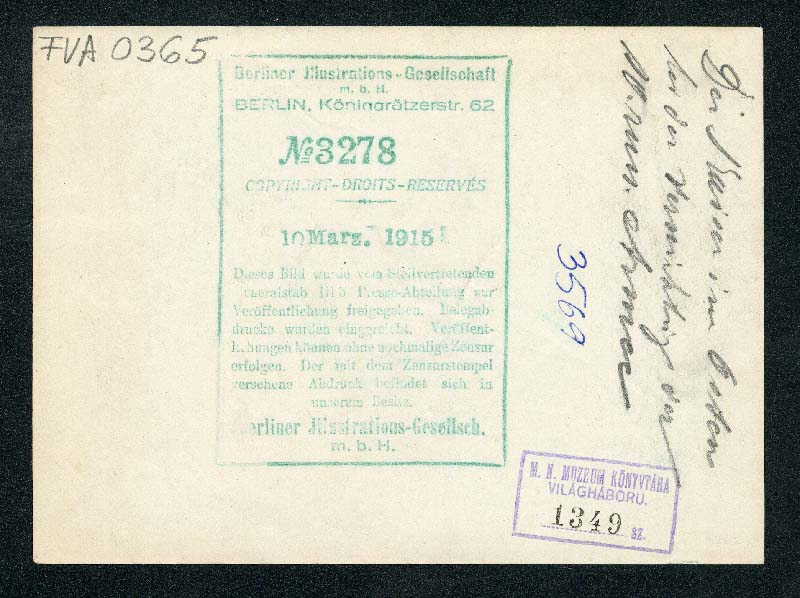 FVA 0365
Berliner Illustrations-Gesellschaft
m. b. H.
BERLIN, Königgrätzerstr. 62
№ 3278
COPYRIGHT-DROITS-RESERVÉS
10 Marz. 1915
Dieses Bild wurde vom Stellvertretenden
Generalstab IIIb Presse-Abteilung zur
Veröffentlichung freigegeben. Belegab-
drucke wurden eingereicht. Veröffent-
lichungen können ohne nochmalige Zensur
erfolgen. Der mit dem Zensurstempel
versehene Abdruck befindet sich in
unserem Besitz.
Berliner Illustrations-Gesellsch.
m. b. H.
Der Kaiser im Osten
bei der Besichtigung der
armee
3569
M. N. MUZEUM KÖNYVTÁRA
VILÁGHÁBORU.
1349 sz.